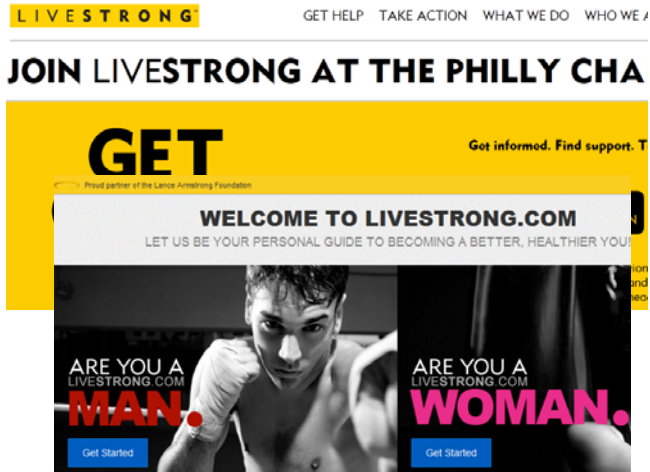 LIVESTRONG
GET HELP TAKE ACTION WHAT WE DO WHO WE A
JOIN LIVESTRONG AT THE PHILLY CHA
GET
Get informed. Find support. T
Proud partner of the Lance Armstrong Foundation
WELCOME TO LIVESTRONG.COM
LET US BE YOUR PERSONAL GUIDE TO BECOMING A BETTER, HEALTHIER YOU!
ARE YOU A
LIVESTRONG.COM
MAN.
Get Started
ARE YOU A
LIVESTRONG.COM
WOMAN.
Get Started